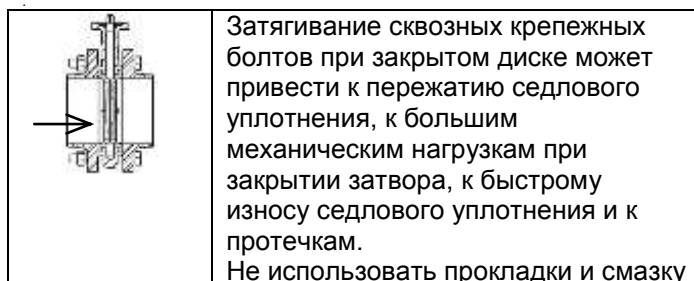 Затягивание сквозных крепежных
болтов при закрытом диске может
привести к пережатию седлового
уплотнения, к большим
механическим нагрузкам при
закрытии затвора, к быстрому
износу седлового уплотнения и к
протечкам.
Не использовать прокладки и смазку